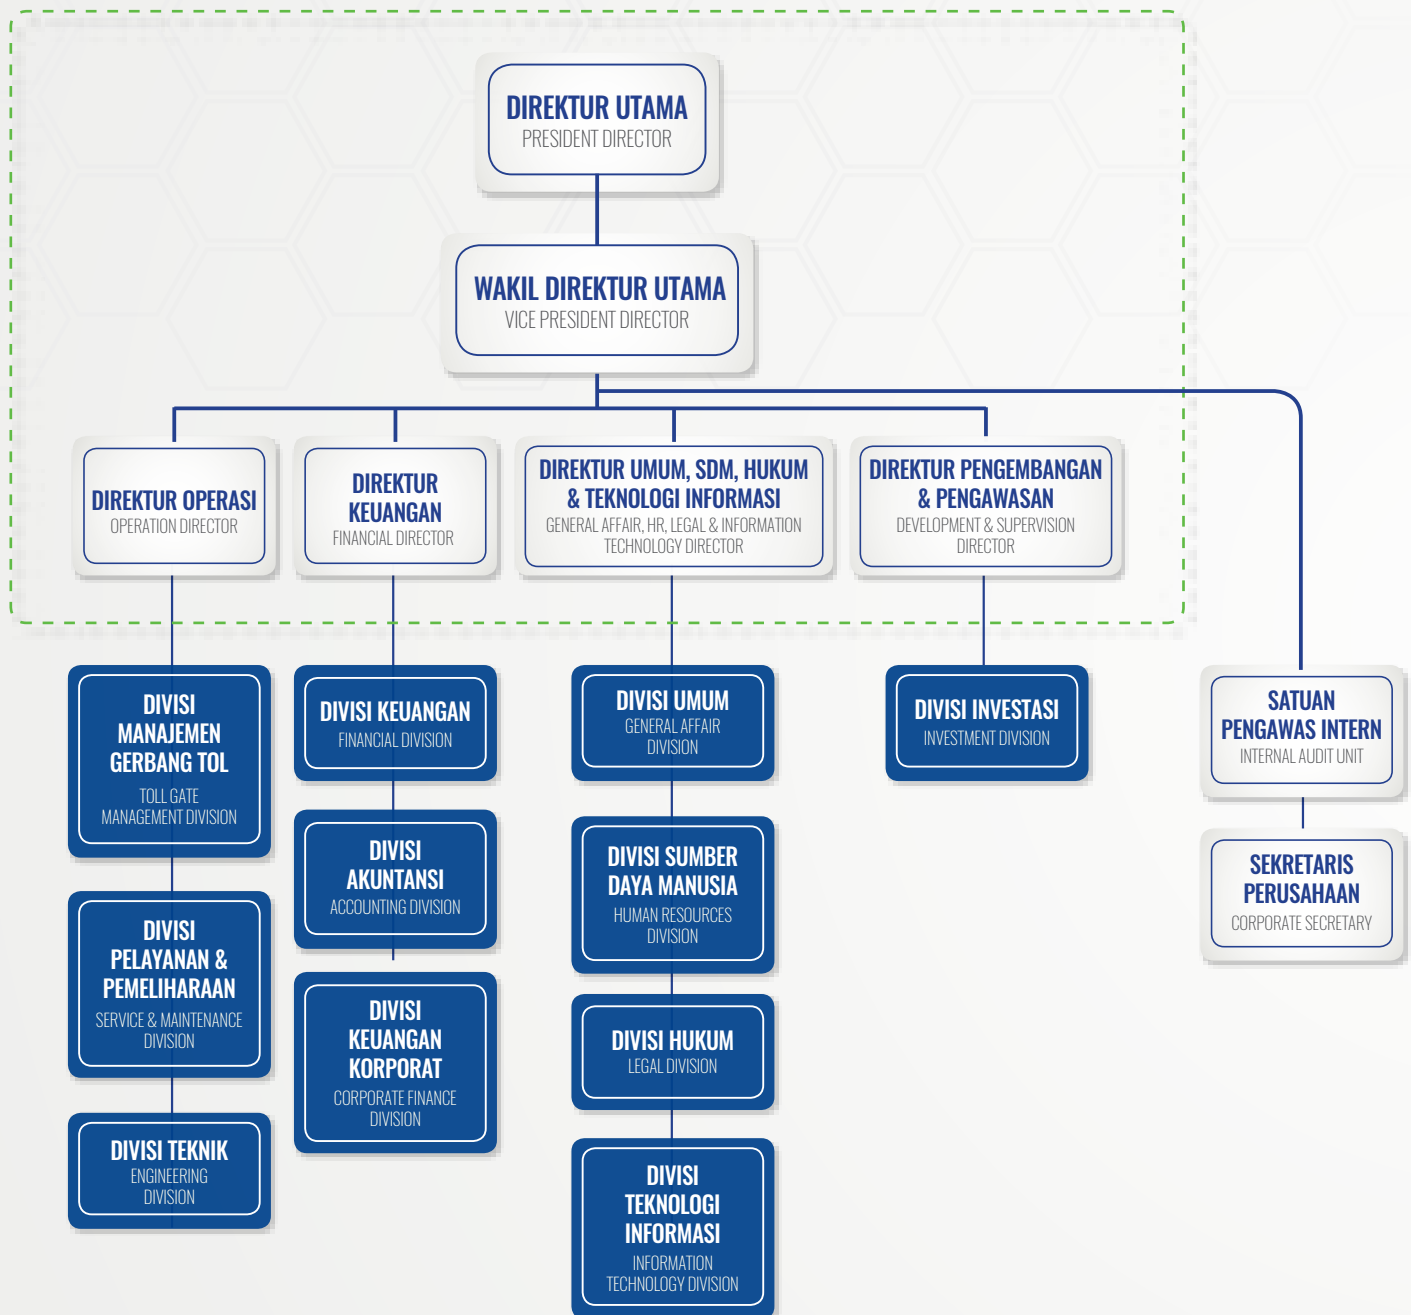 DIREKTUR UTAMA
PRESIDENT DIRECTOR
WAKIL DIREKTUR UTAMA
VICE PRESIDENT DIRECTOR
DIREKTUR OPERASI
OPERATION DIRECTOR
DIREKTUR
KEUANGAN
FINANCIAL DIRECTOR
DIREKTUR UMUM, SDM, HUKUM
& TEKNOLOGI INFORMASI
GENERAL AFFAIR, HR, LEGAL & INFORMATION
TECHNOLOGY DIRECTOR
DIREKTUR PENGEMBANGAN
& PENGAWASAN
DEVELOPMENT & SUPERVISION
DIRECTOR
DIVISI
MANAJEMEN
GERBANG TOL
TOLL GATE
MANAGEMENT DIVISION
DIVISI
PELAYANAN &
PEMELIHARAAN
SERVICE & MAINTENANCE
DIVISION
DIVISI TEKNIK
ENGINEERING
DIVISION
DIVISI KEUANGAN
FINANCIAL DIVISION
DIVISI
AKUNTANSI
ACCOUNTING DIVISION
DIVISI
KEUANGAN
KORPORAT
CORPORATE FINANCE
DIVISION
DIVISI UMUM
GENERAL AFFAIR
DIVISION
DIVISI SUMBER
DAYA MANUSIA
HUMAN RESOURCES
DIVISION
DIVISI HUKUM
LEGAL DIVISION
DIVISI
TEKNOLOGI
INFORMASI
INFORMATION
TECHNOLOGY DIVISION
DIVISI INVESTASI
INVESTMENT DIVISION
SATUAN
PENGAWAS INTERN
INTERNAL AUDIT UNIT
SEKRETARIS
PERUSAHAAN
CORPORATE SECRETARY